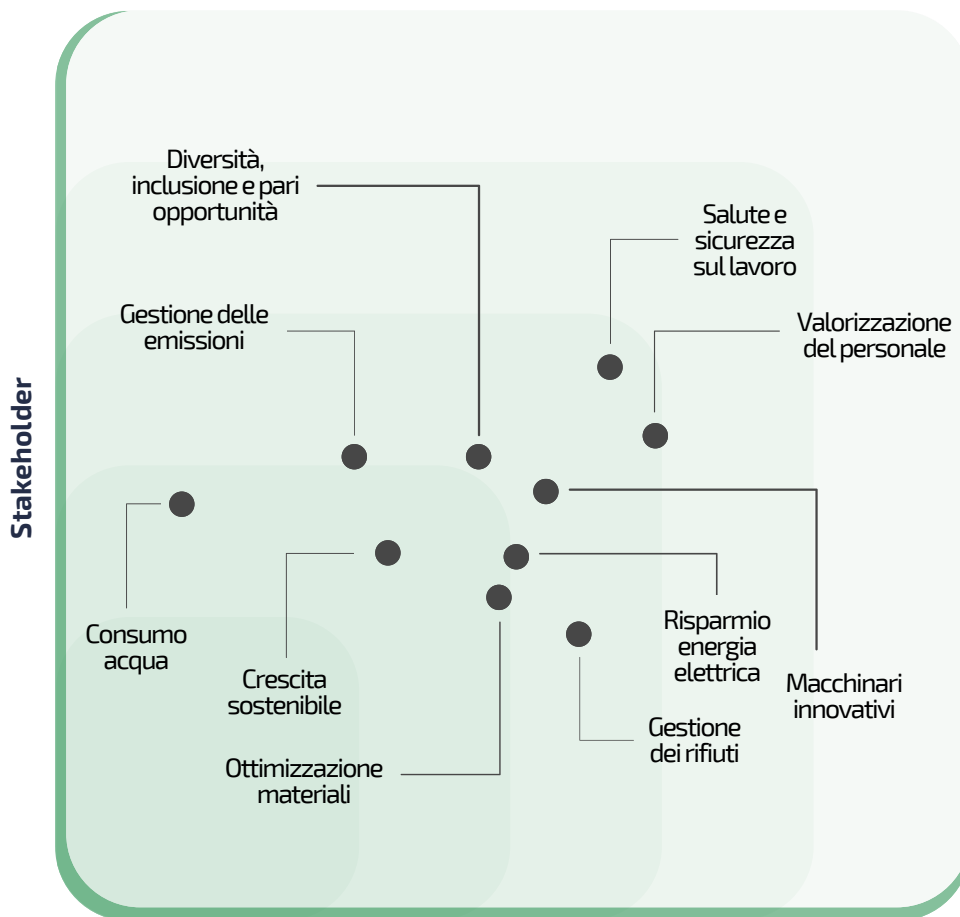 Diversità,
inclusione e pari
opportunità
Salute e
sicurezza
sul lavoro
Gestione delle
emissioni
Valorizzazione
del personale
Stakeholder
Consumo
acqua
Crescita
sostenibile
Risparmio
energia
elettrica
Macchinari
innovativi
Gestione
dei rifiuti
Ottimizzazione
materiali